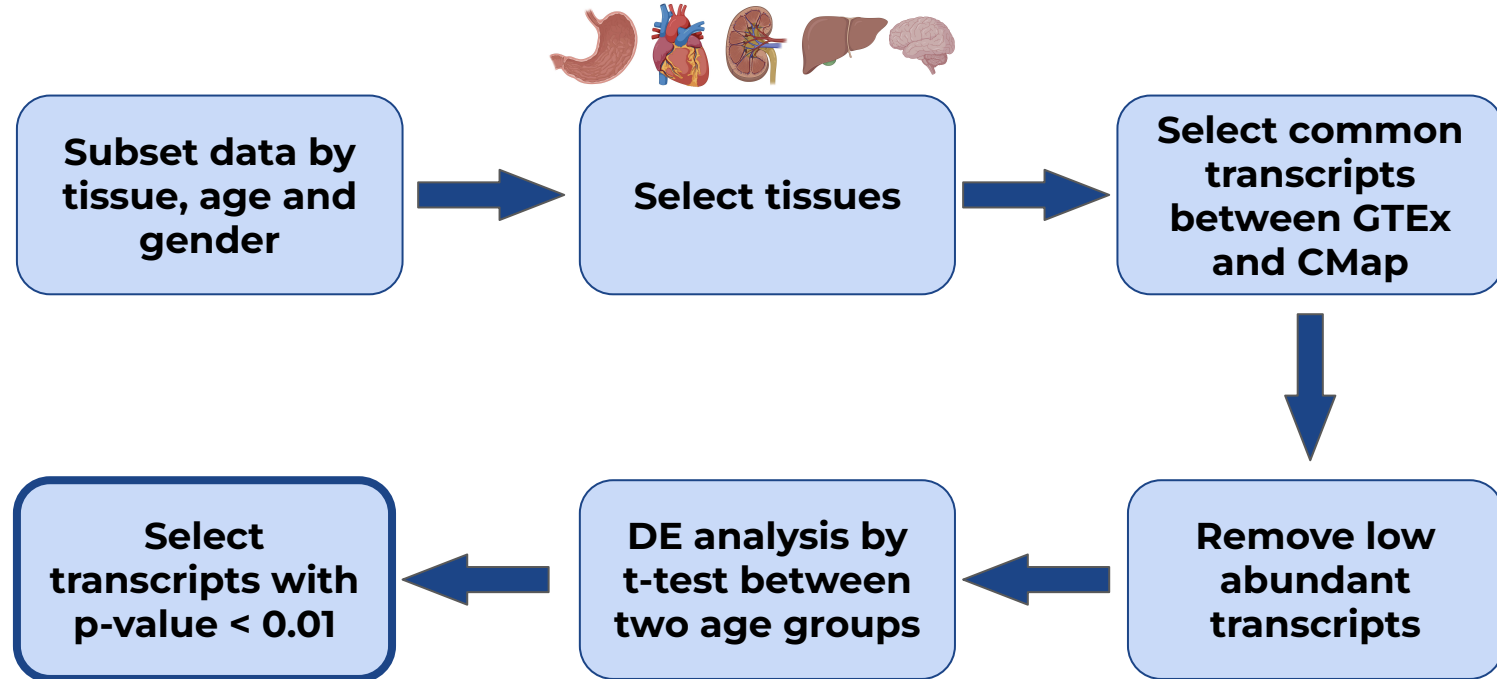 Subset data by
tissue, age and
gender
Select tissues
Select common
transcripts
between GTEx
and CMap
Remove low
abundant
transcripts
DE analysis by
t-test between
two age groups
Select
transcripts with
p-value < 0.01